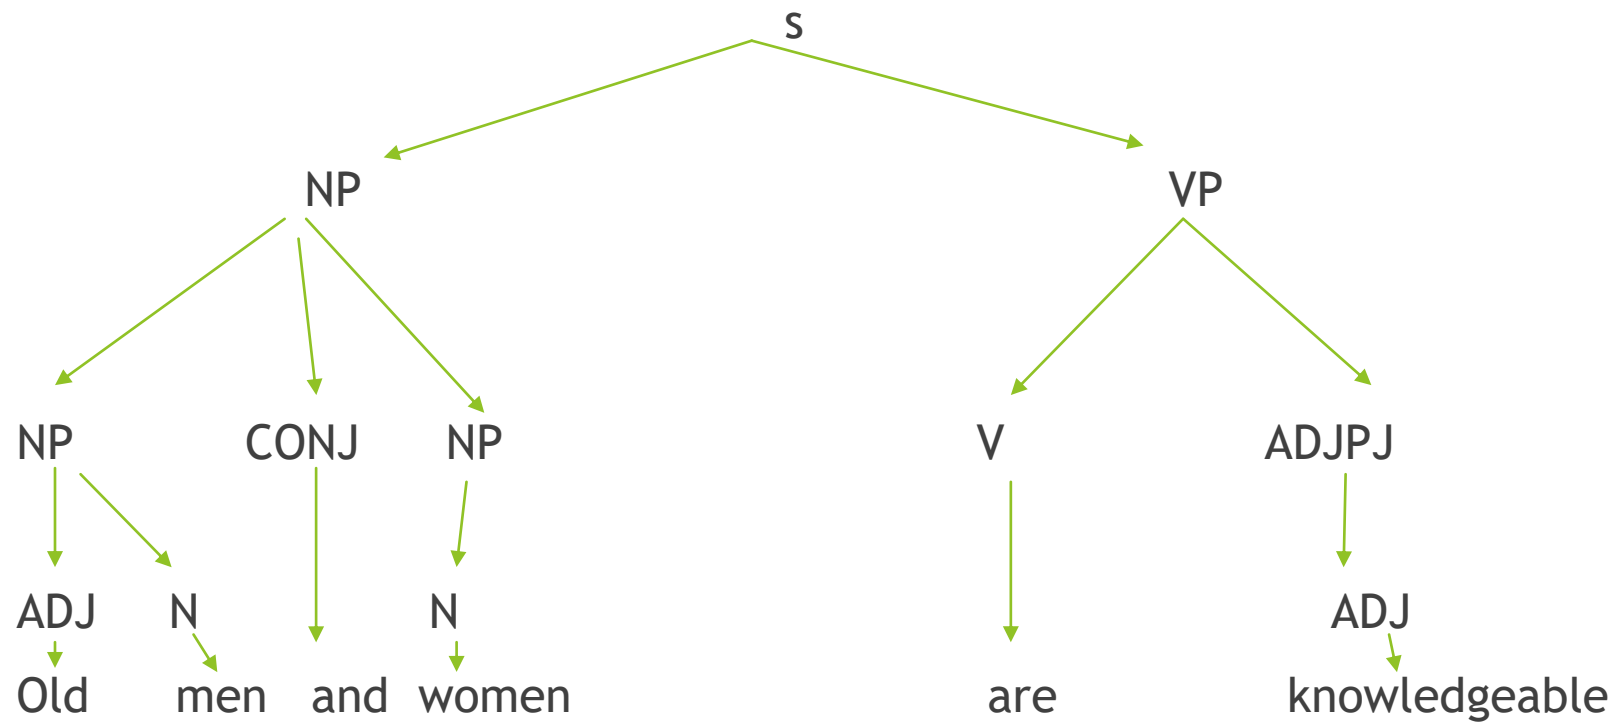 S
NP VP
NP CONJ NP V ADJPJ
ADJ N N ADJ
Old men and women are knowledgeable